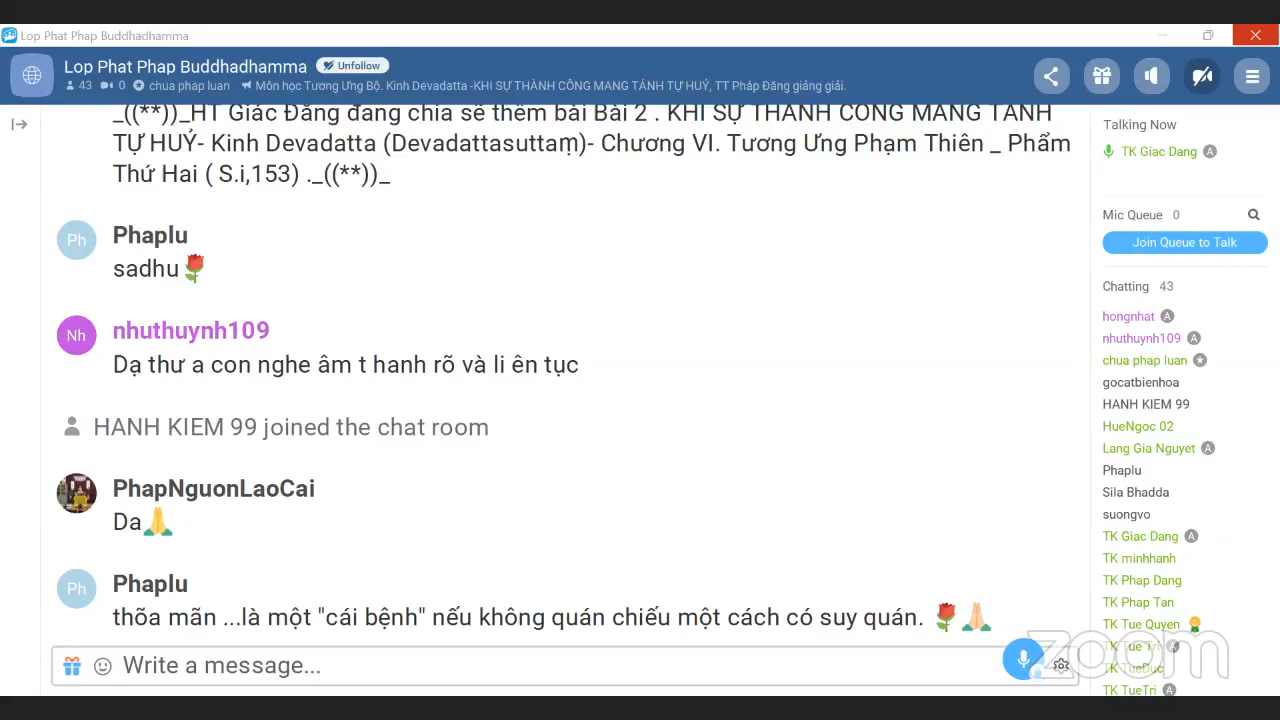 Lop Phat Phap Buddhadhamma
Lop Phat Phap Buddhadhamma
Unfollow
43 0 chua phap luan Môn học Tương Ưng Bộ. Kinh Devadatta -KHI SỰ THÀNH CÔNG MANG TÁNH TỰ HUỶ, TT Pháp Đăng giảng giải.
_((**))_HT Giác Đẳng đang chia sẽ thêm bài Bài 2 . KHI SỰ THÀNH CÔNG MANG TÁNH
TỰ HUỶ- Kinh Devadatta (Devadattasuttaṃ)- Chương VI. Tương Ưng Phạm Thiên _ Phẩm
Thứ Hai ( S.i,153) ._((**))_
Ph
Phaplu
sadhu🌹
Nh
nhuthuynh109
Dạ thư a con nghe âm t hanh rõ và li ên tục
HANH KIEM 99 joined the chat room
PhapNguonLaoCai
Da🙏
Ph
Phaplu
thõa mãn ...là một "cái bệnh" nếu không quán chiếu một cách có suy quán. 🌹🙏
Write a message...
Talking Now
TK Giac Dang A
Mic Queue 0
Join Queue to Talk
Chatting 43
hongnhat A
nhuthuynh109 A
chua phap luan
gocatbienhoa
HANH KIEM 99
HueNgoc 02
Lang Gia Nguyet A
Phaplu
Sila Bhadda
suongvo
TK Giac Dang A
TK minhhanh
TK Phap Dang
TK Phap Tan
TK Tue Quyen
TK Tue Tri A
TK TueDuc
TK TueTri A
zoom